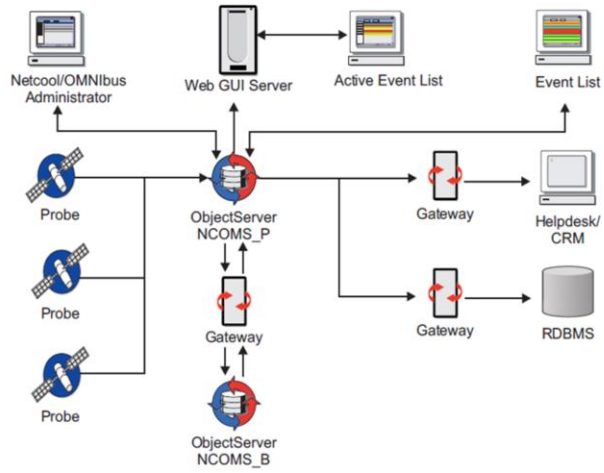 Netcool/OMNIbus
Administrator
Web GUI Server
Active Event List
Event List
Probe
ObjectServer
NCOMS_P
Gateway
Helpdesk/
CRM
Probe
Gateway
Gateway
RDBMS
Probe
ObjectServer
NCOMS_B